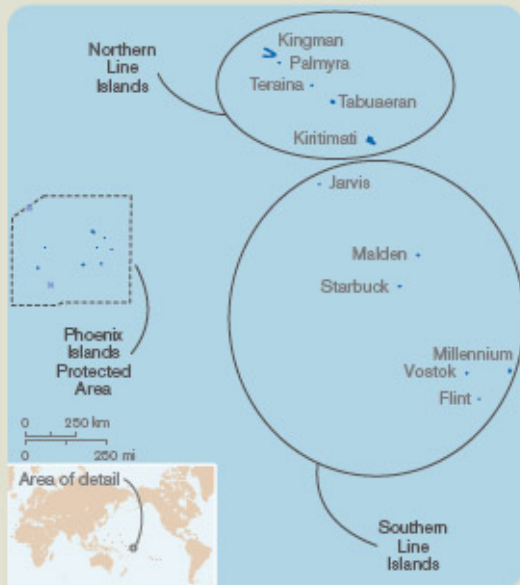 Northern
Line
Islands
Kingman
Palmyra
Teraina
Tabuaeran
Kiritimati
Jarvis
Malden
Starbuck
Millennium
Vostok
Flint
Phoenix
Islands
Protected
Area
0 250 km
0 250 mi
Area of detail
Southern
Line
Islands